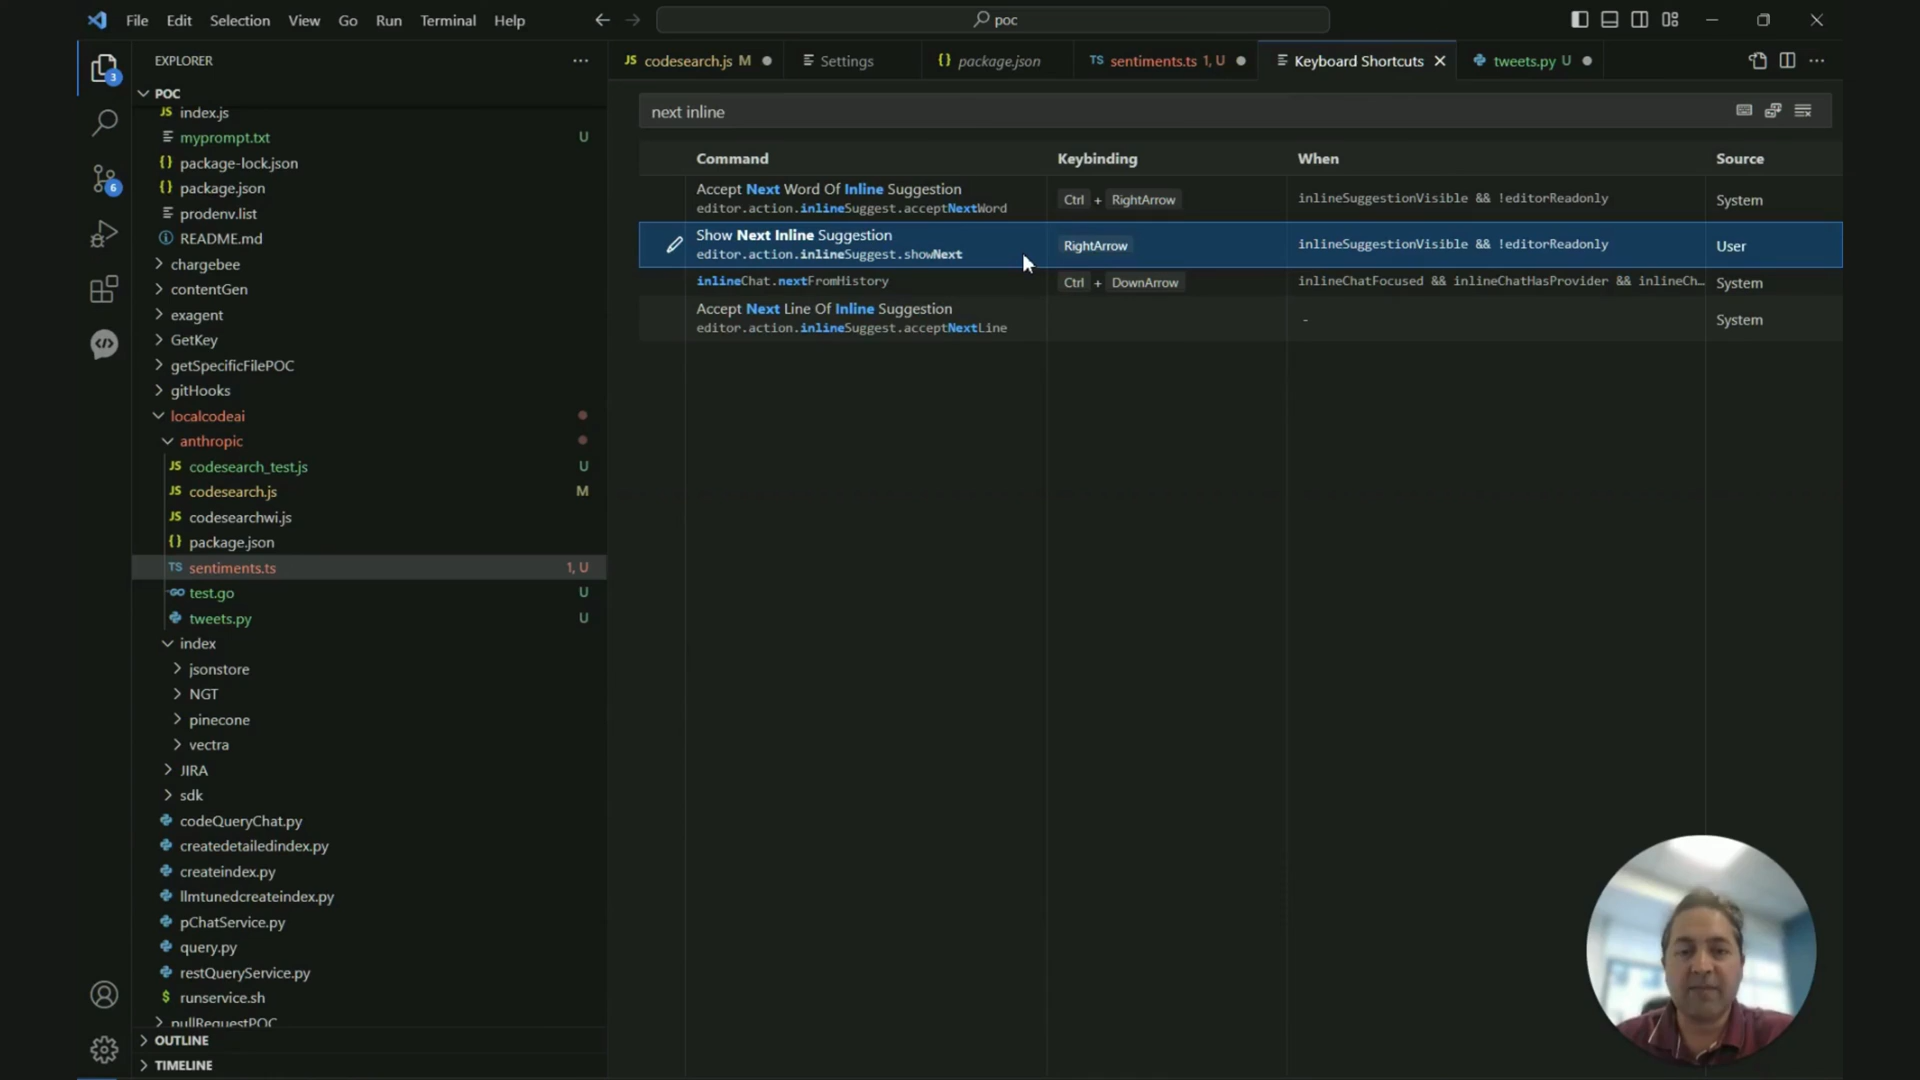 File Edit Selection View Go Run Terminal Help
poc
EXPLORER
codesearch.js M
Settings
package.json
sentiments.ts 1, U
Keyboard Shortcuts
tweets.py U
3
6
POC
index.js
myprompt.txt U
package-lock.json
package.json
prodenv.list
README.md
chargebee
contentGen
exagent
GetKey
getSpecificFilePOC
gitHooks
localcodeai
anthropic
codesearch_test.js U
codesearch.js M
codesearchwi.js
package.json
sentiments.ts 1, U
test.go U
tweets.py U
index
jsonstore
NGT
pinecone
vectra
JIRA
sdk
codeQueryChat.py
createdetailedindex.py
createindex.py
llmtunedcreateindex.py
pChatService.py
query.py
restQueryService.py
runservice.sh
pullRequestPOC
OUTLINE
TIMELINE
next inline
Command Keybinding When Source
Accept Next Word Of Inline Suggestion
editor.action.inlineSuggest.acceptNextWord
Ctrl + RightArrow
inlineSuggestionVisible && !editorReadonly
System
Show Next Inline Suggestion
editor.action.inlineSuggest.showNext
RightArrow
inlineSuggestionVisible && !editorReadonly
User
inlineChat.nextFromHistory
Ctrl + DownArrow
inlineChatFocused && inlineChatHasProvider && inlineCh...
System
Accept Next Line Of Inline Suggestion
editor.action.inlineSuggest.acceptNextLine
-
System